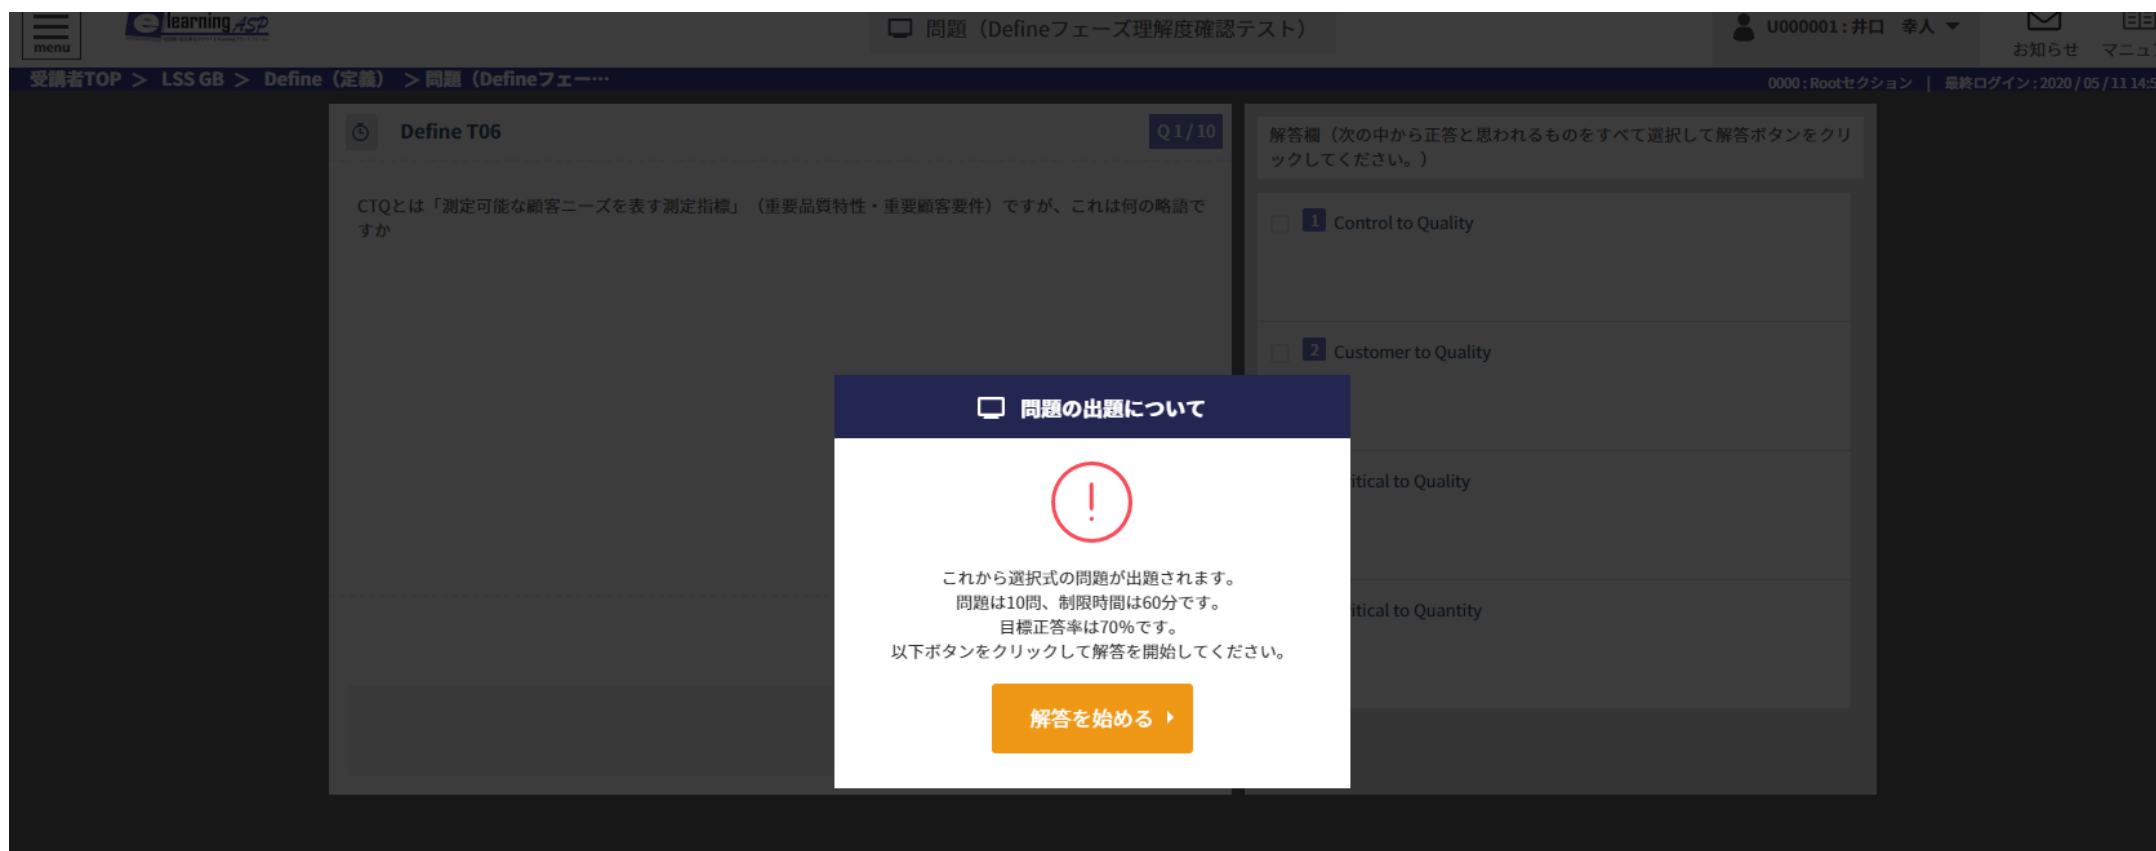 menu
e learning ASP
問題（Defineフェーズ理解度確認テスト）
U000001 : 井口　幸人
お知らせ
マニュ
受講者TOP ＞ LSS GB ＞ Define（定義） ＞ 問題（Defineフェー…
0000 : Rootセクション | 最終ログイン : 2020 / 05 / 11 14:5
Define T06
Q 1 / 10
CTQとは「測定可能な顧客ニーズを表す測定指標」（重要品質特性・重要顧客要件）ですが、これは何の略語で
すか
解答欄（次の中から正答と思われるものをすべて選択して解答ボタンをクリ
ックしてください。）
1 Control to Quality
2 Customer to Quality
itical to Quality
itical to Quantity
問題の出題について
これから選択式の問題が出題されます。
問題は10問、制限時間は60分です。
目標正答率は70%です。
以下ボタンをクリックして解答を開始してください。
解答を始める